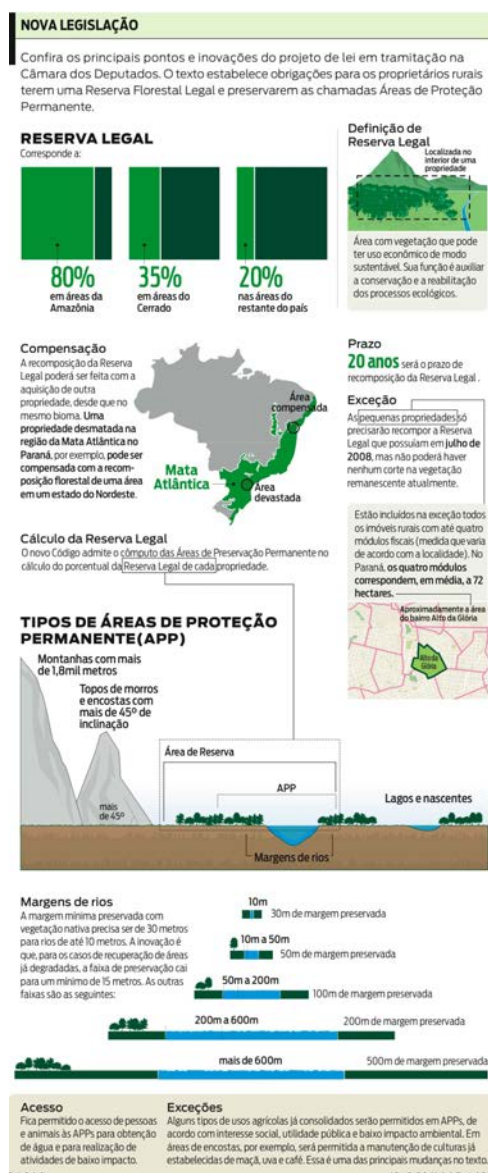 NOVA LEGISLAÇÃO
Confira os principais pontos e inovações do projeto de lei em tramitação na
Câmara dos Deputados. O texto estabelece obrigações para os proprietários rurais
terem uma Reserva Florestal Legal e preservarem as chamadas Áreas de Proteção
Permanente.
RESERVA LEGAL
Corresponde a:
80%
em áreas da
Amazônia
35%
em áreas do
Cerrado
20%
nas áreas do
restante do país
Definição de
Reserva Legal
Localizada no
interior de uma
propriedade
Área com vegetação que pode
ter uso econômico de modo
sustentável. Sua função é auxiliar
a conservação e a reabilitação
dos processos ecológicos.
Compensação
A recomposição da Reserva
Legal poderá ser feita com a
aquisição de outra
propriedade, desde que no
mesmo bioma. Uma
propriedade desmatada na
região da Mata Atlântica no
Paraná, por exemplo, pode ser
compensada com a recom-
posição florestal de uma área
em um estado do Nordeste.
Área
compensada
Mata
Atlântica
Área
devastada
Prazo
20 anos será o prazo de
recomposição da Reserva Legal.
Exceção
As pequenas propriedades só
precisarão recompor a Reserva
Legal que possuíam em julho de
2008, mas não poderá haver
nenhum corte na vegetação
remanescente atualmente.
Estão incluídos na exceção todos
os imóveis rurais com até quatro
módulos fiscais (medida que varia
de acordo com a localidade). No
Paraná, os quatro módulos
correspondem, em média, a 72
hectares.
Aproximadamente a área
do bairro Alto da Glória
Alto da
Glória
Cálculo da Reserva Legal
O novo Código admite o cômputo das Áreas de Preservação Permanente no
cálculo do porcentual da Reserva Legal de cada propriedade.
TIPOS DE ÁREAS DE PROTEÇÃO
PERMANENTE(APP)
Montanhas com mais
de 1,8mil metros
Topos de morros
e encostas com
mais de 45º de
inclinação
mais
de 45º
Área de Reserva
APP
Lagos e nascentes
Margens de rios
Margens de rios
A margem mínima preservada com
vegetação nativa precisa ser de 30 metros
para rios de até 10 metros. A inovação é
que, para os casos de recuperação de áreas
já degradadas, a faixa de preservação cai
para um mínimo de 15 metros. As outras
faixas são as seguintes:
10m
30m de margem preservada
10m a 50m
50m de margem preservada
50m a 200m
100m de margem preservada
200m a 600m
200m de margem preservada
mais de 600m
500m de margem preservada
Acesso
Fica permitido o acesso de pessoas
e animais às APPs para obtenção
de água e para realização de
atividades de baixo impacto.
Exceções
Alguns tipos de usos agrícolas já consolidados serão permitidos em APPs, de
acordo com interesse social, utilidade pública e baixo impacto ambiental. Em
áreas de encostas, por exemplo, será permitida a manutenção de culturas já
estabelecidas de maçã, uva e café. Essa é uma das principais mudanças no texto.